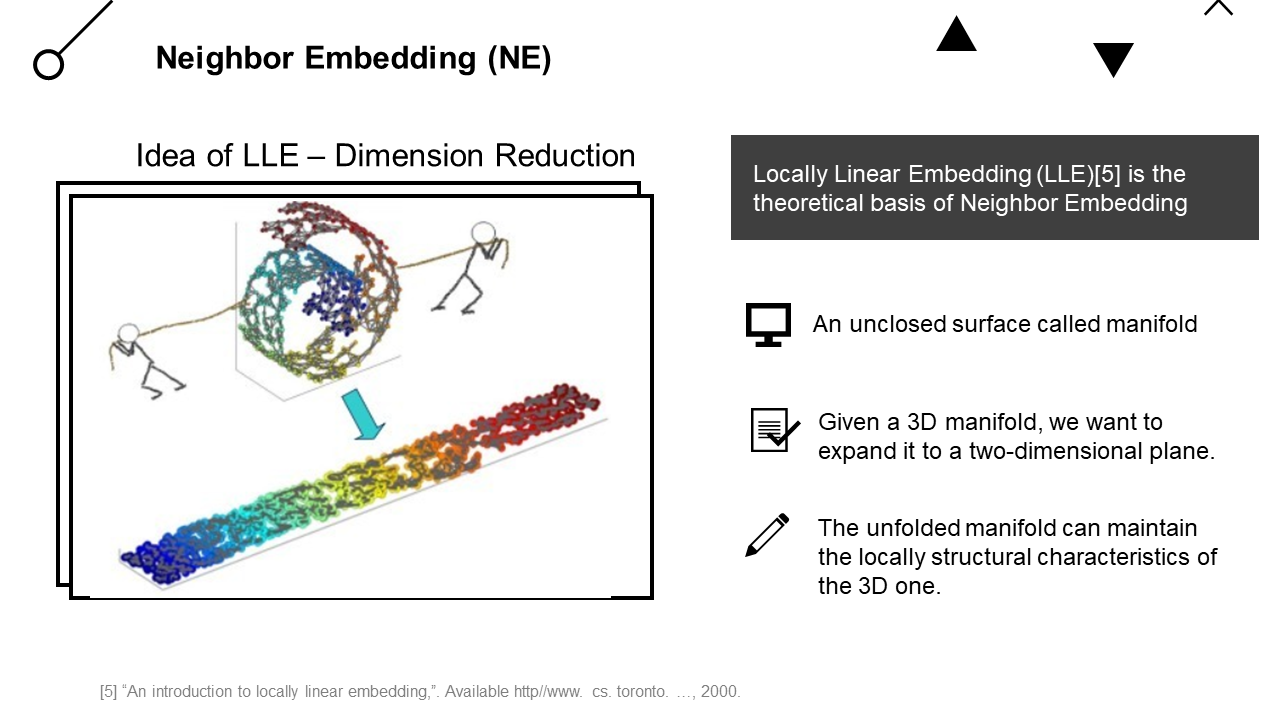 Neighbor Embedding (NE)
Idea of LLE – Dimension Reduction
Locally Linear Embedding (LLE)[5] is the
theoretical basis of Neighbor Embedding
An unclosed surface called manifold
Given a 3D manifold, we want to
expand it to a two-dimensional plane.
The unfolded manifold can maintain
the locally structural characteristics of
the 3D one.
[5] “An introduction to locally linear embedding,”. Available http//www. cs. toronto. …, 2000.